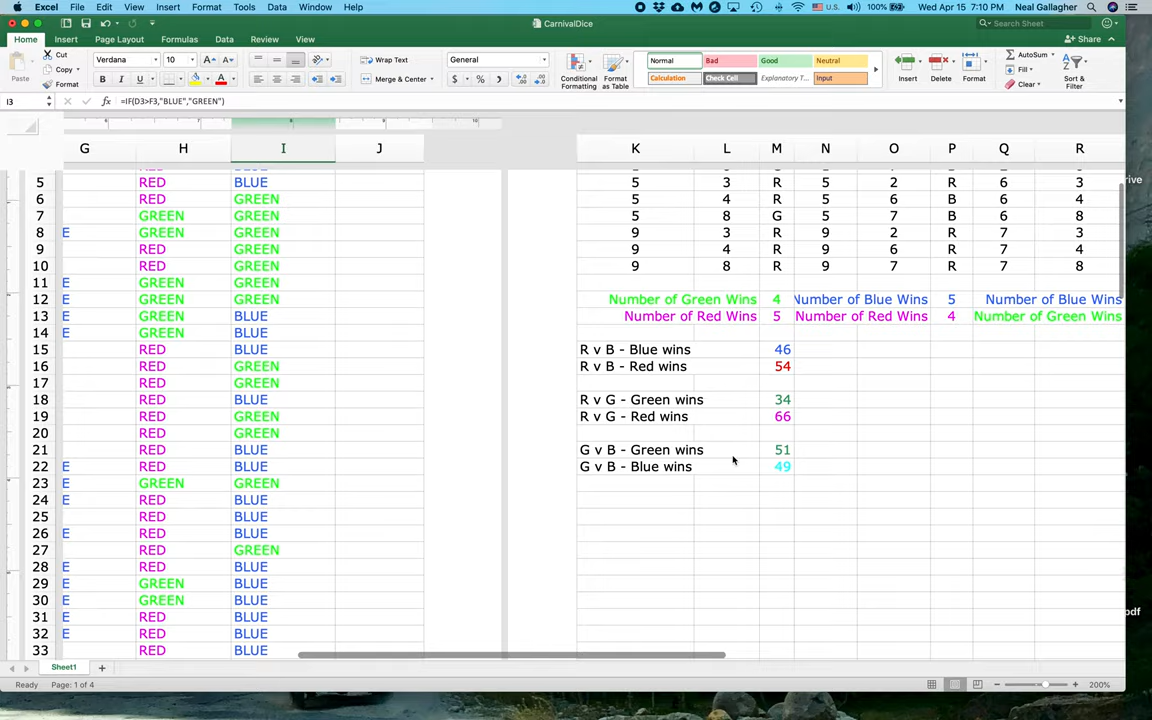 Excel File Edit View Insert Format Tools Data Window Help U.S. 100% Wed Apr 15 7:10 PM Neal Gallagher
CarnivalDice Search Sheet
Home Insert Page Layout Formulas Data Review View Share
Paste Cut Copy Format Verdana 10 Wrap Text Merge & Center General Conditional Formatting Format as Table Normal Bad Good Neutral Calculation Check Cell Explanatory T... Input Insert Delete Format AutoSum Fill Clear Sort & Filter
I3 fx =IF(D3>F3,"BLUE","GREEN")
6 7 8 9 10
G H I J K L M N O P Q R
5 RED BLUE 5 3 R 5 2 R 6 3
6 RED GREEN 5 4 R 5 6 B 6 4
7 GREEN GREEN 5 8 G 5 7 B 6 8
8 E GREEN GREEN 9 3 R 9 2 R 7 3
9 RED GREEN 9 4 R 9 6 R 7 4
10 RED GREEN 9 8 R 9 7 R 7 8
11 E GREEN GREEN
12 E GREEN GREEN Number of Green Wins 4 Number of Blue Wins 5 Number of Blue Wins
13 E GREEN BLUE Number of Red Wins 5 Number of Red Wins 4 Number of Green Wins
14 E GREEN BLUE
15 RED BLUE R v B - Blue wins 46
16 RED GREEN R v B - Red wins 54
17 RED GREEN
18 RED BLUE R v G - Green wins 34
19 RED GREEN R v G - Red wins 66
20 RED GREEN
21 RED BLUE G v B - Green wins 51
22 E RED BLUE G v B - Blue wins 49
23 E GREEN GREEN
24 E RED BLUE
25 RED BLUE
26 E RED BLUE
27 RED GREEN
28 E RED BLUE
29 E GREEN BLUE
30 E GREEN BLUE
31 E RED BLUE
32 E RED BLUE
33 RED BLUE
Sheet1
Ready Page: 1 of 4 200%
rive
pdf